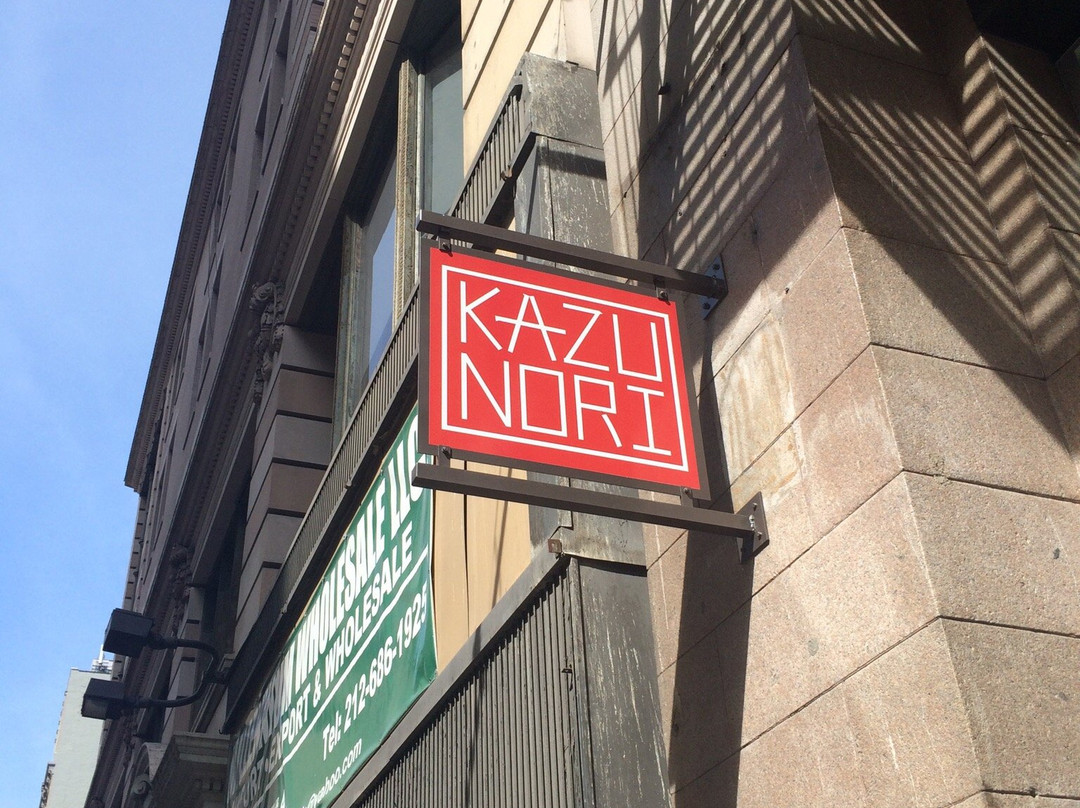 KAZU
NORI
WHOLESALE LLC
PORT & WHOLESALE
Tel: 212-686-1925